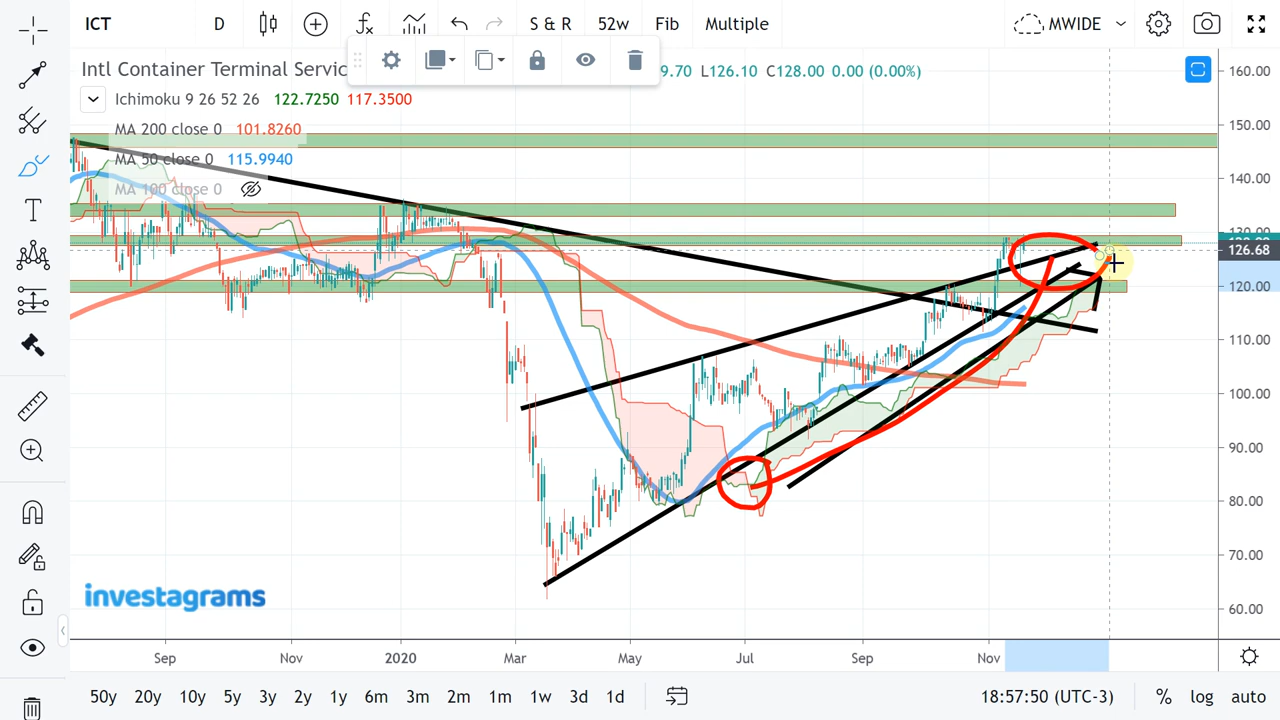 ICT D S & R 52w Fib Multiple MWIDE
Intl Container Terminal Servic 9.70 L126.10 C128.00 0.00 (0.00%)
Ichimoku 9 26 52 26 122.7250 117.3500
MA 200 close 0 101.8260
MA 50 close 0 115.9940
MA 100 close 0
160.00
150.00
140.00
130.00
126.68
120.00
110.00
100.00
90.00
80.00
70.00
60.00
investagrams
Sep Nov 2020 Mar May Jul Sep Nov
50y 20y 10y 5y 3y 2y 1y 6m 3m 2m 1m 1w 3d 1d 18:57:50 (UTC-3) % log auto